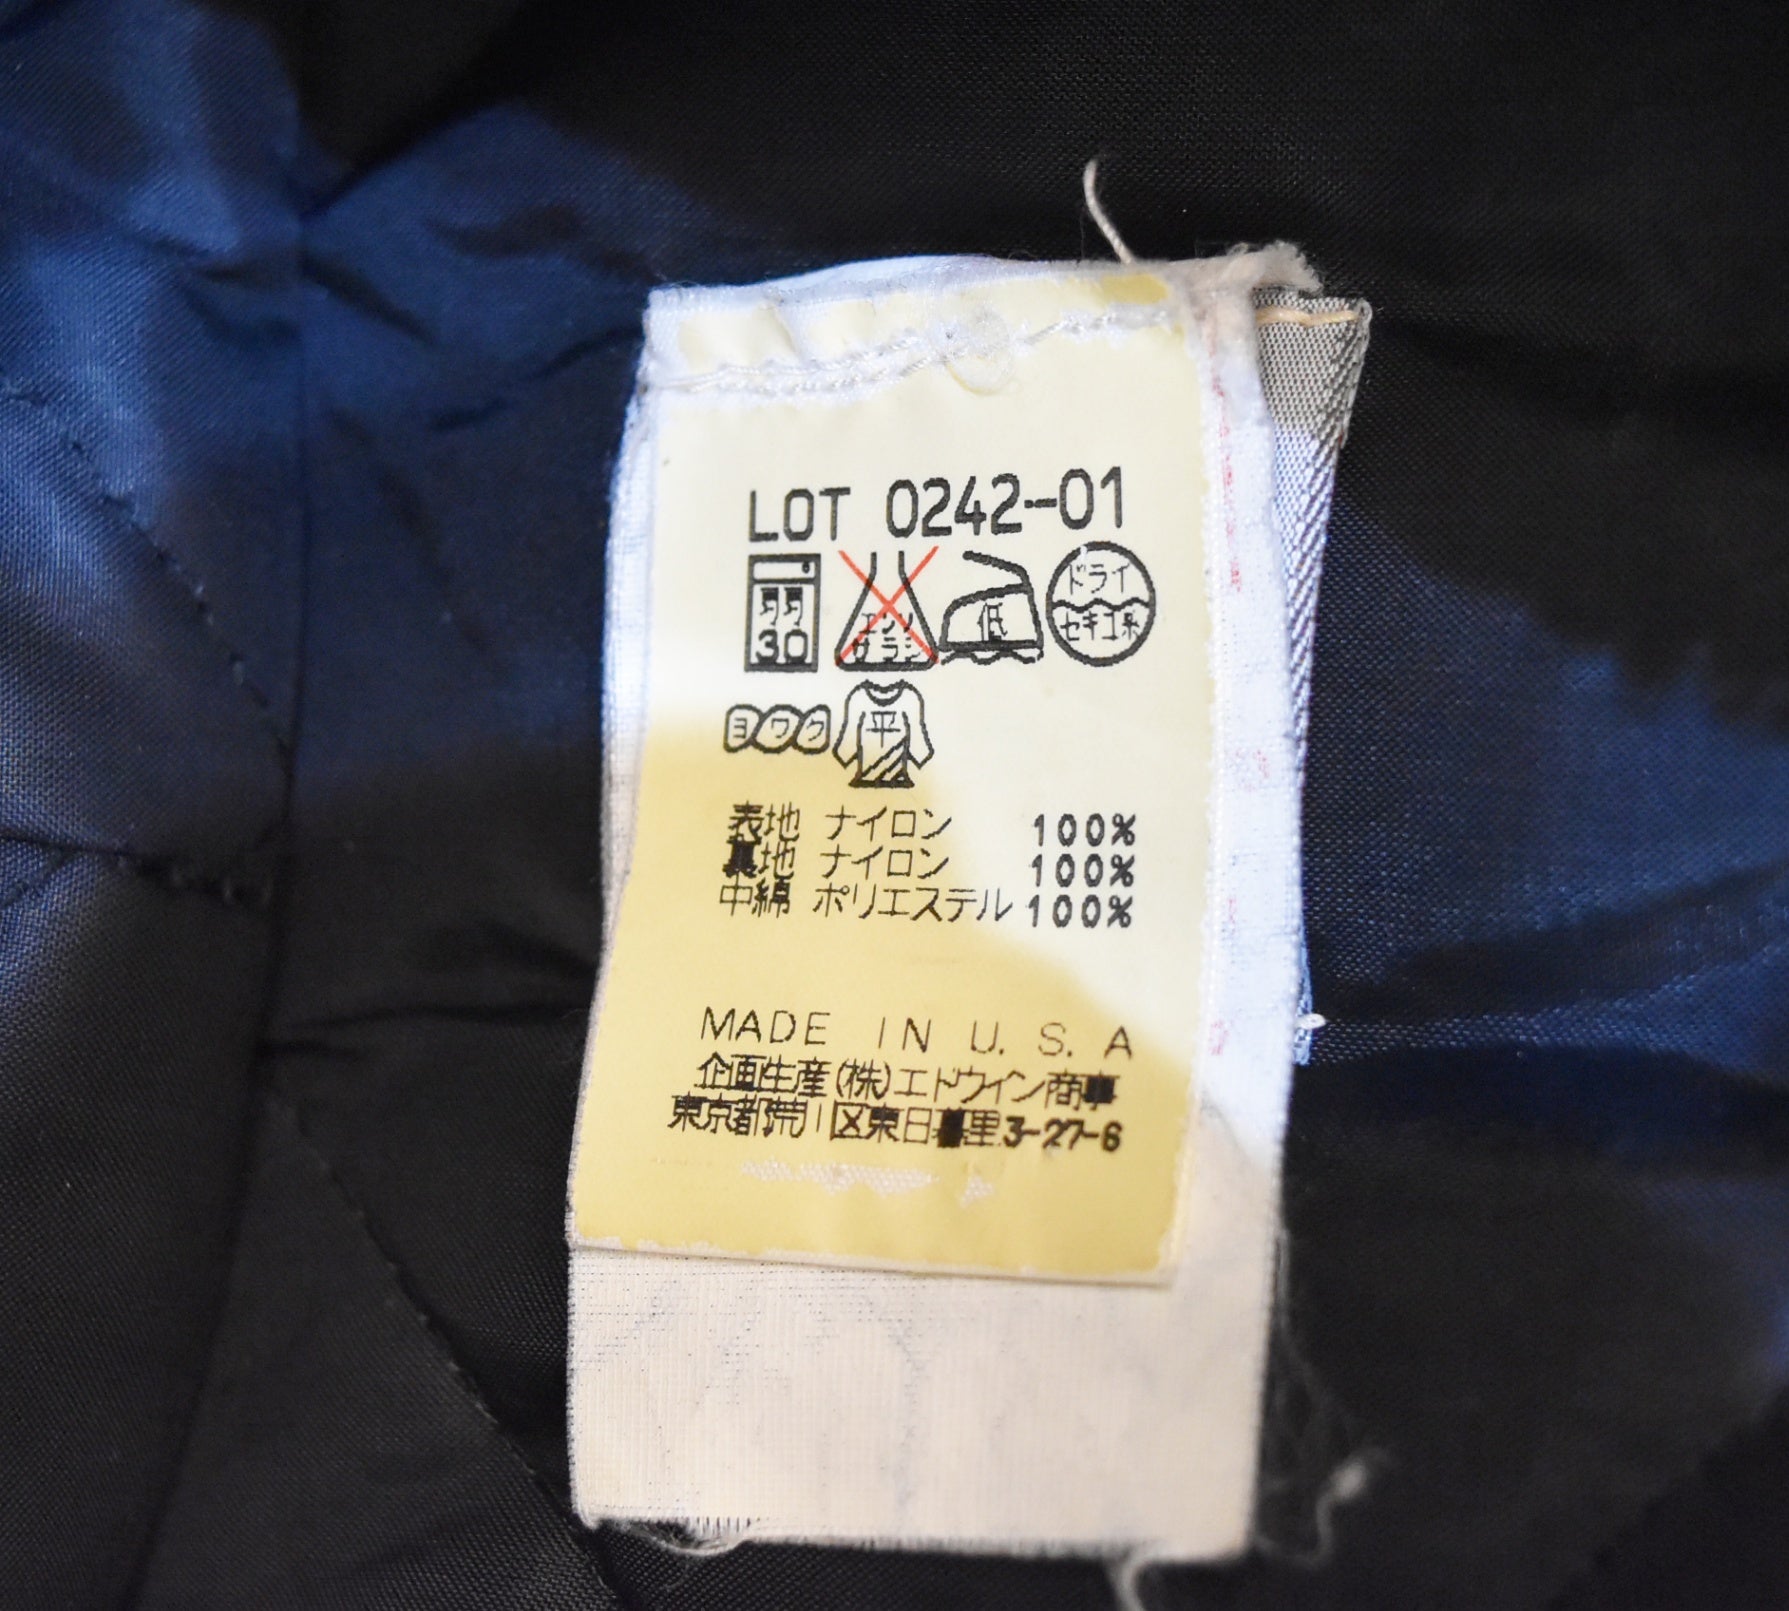 LOT 0242-01
弱 エンソ 低 ドライ
30 サラシ セキユ系
ヨワク 平
表地 ナイロン 100%
裏地 ナイロン 100%
中綿 ポリエステル 100%
MADE IN U.S.A
企画生産(株)エドウイン商事
東京都荒川区東日暮里3-27-6